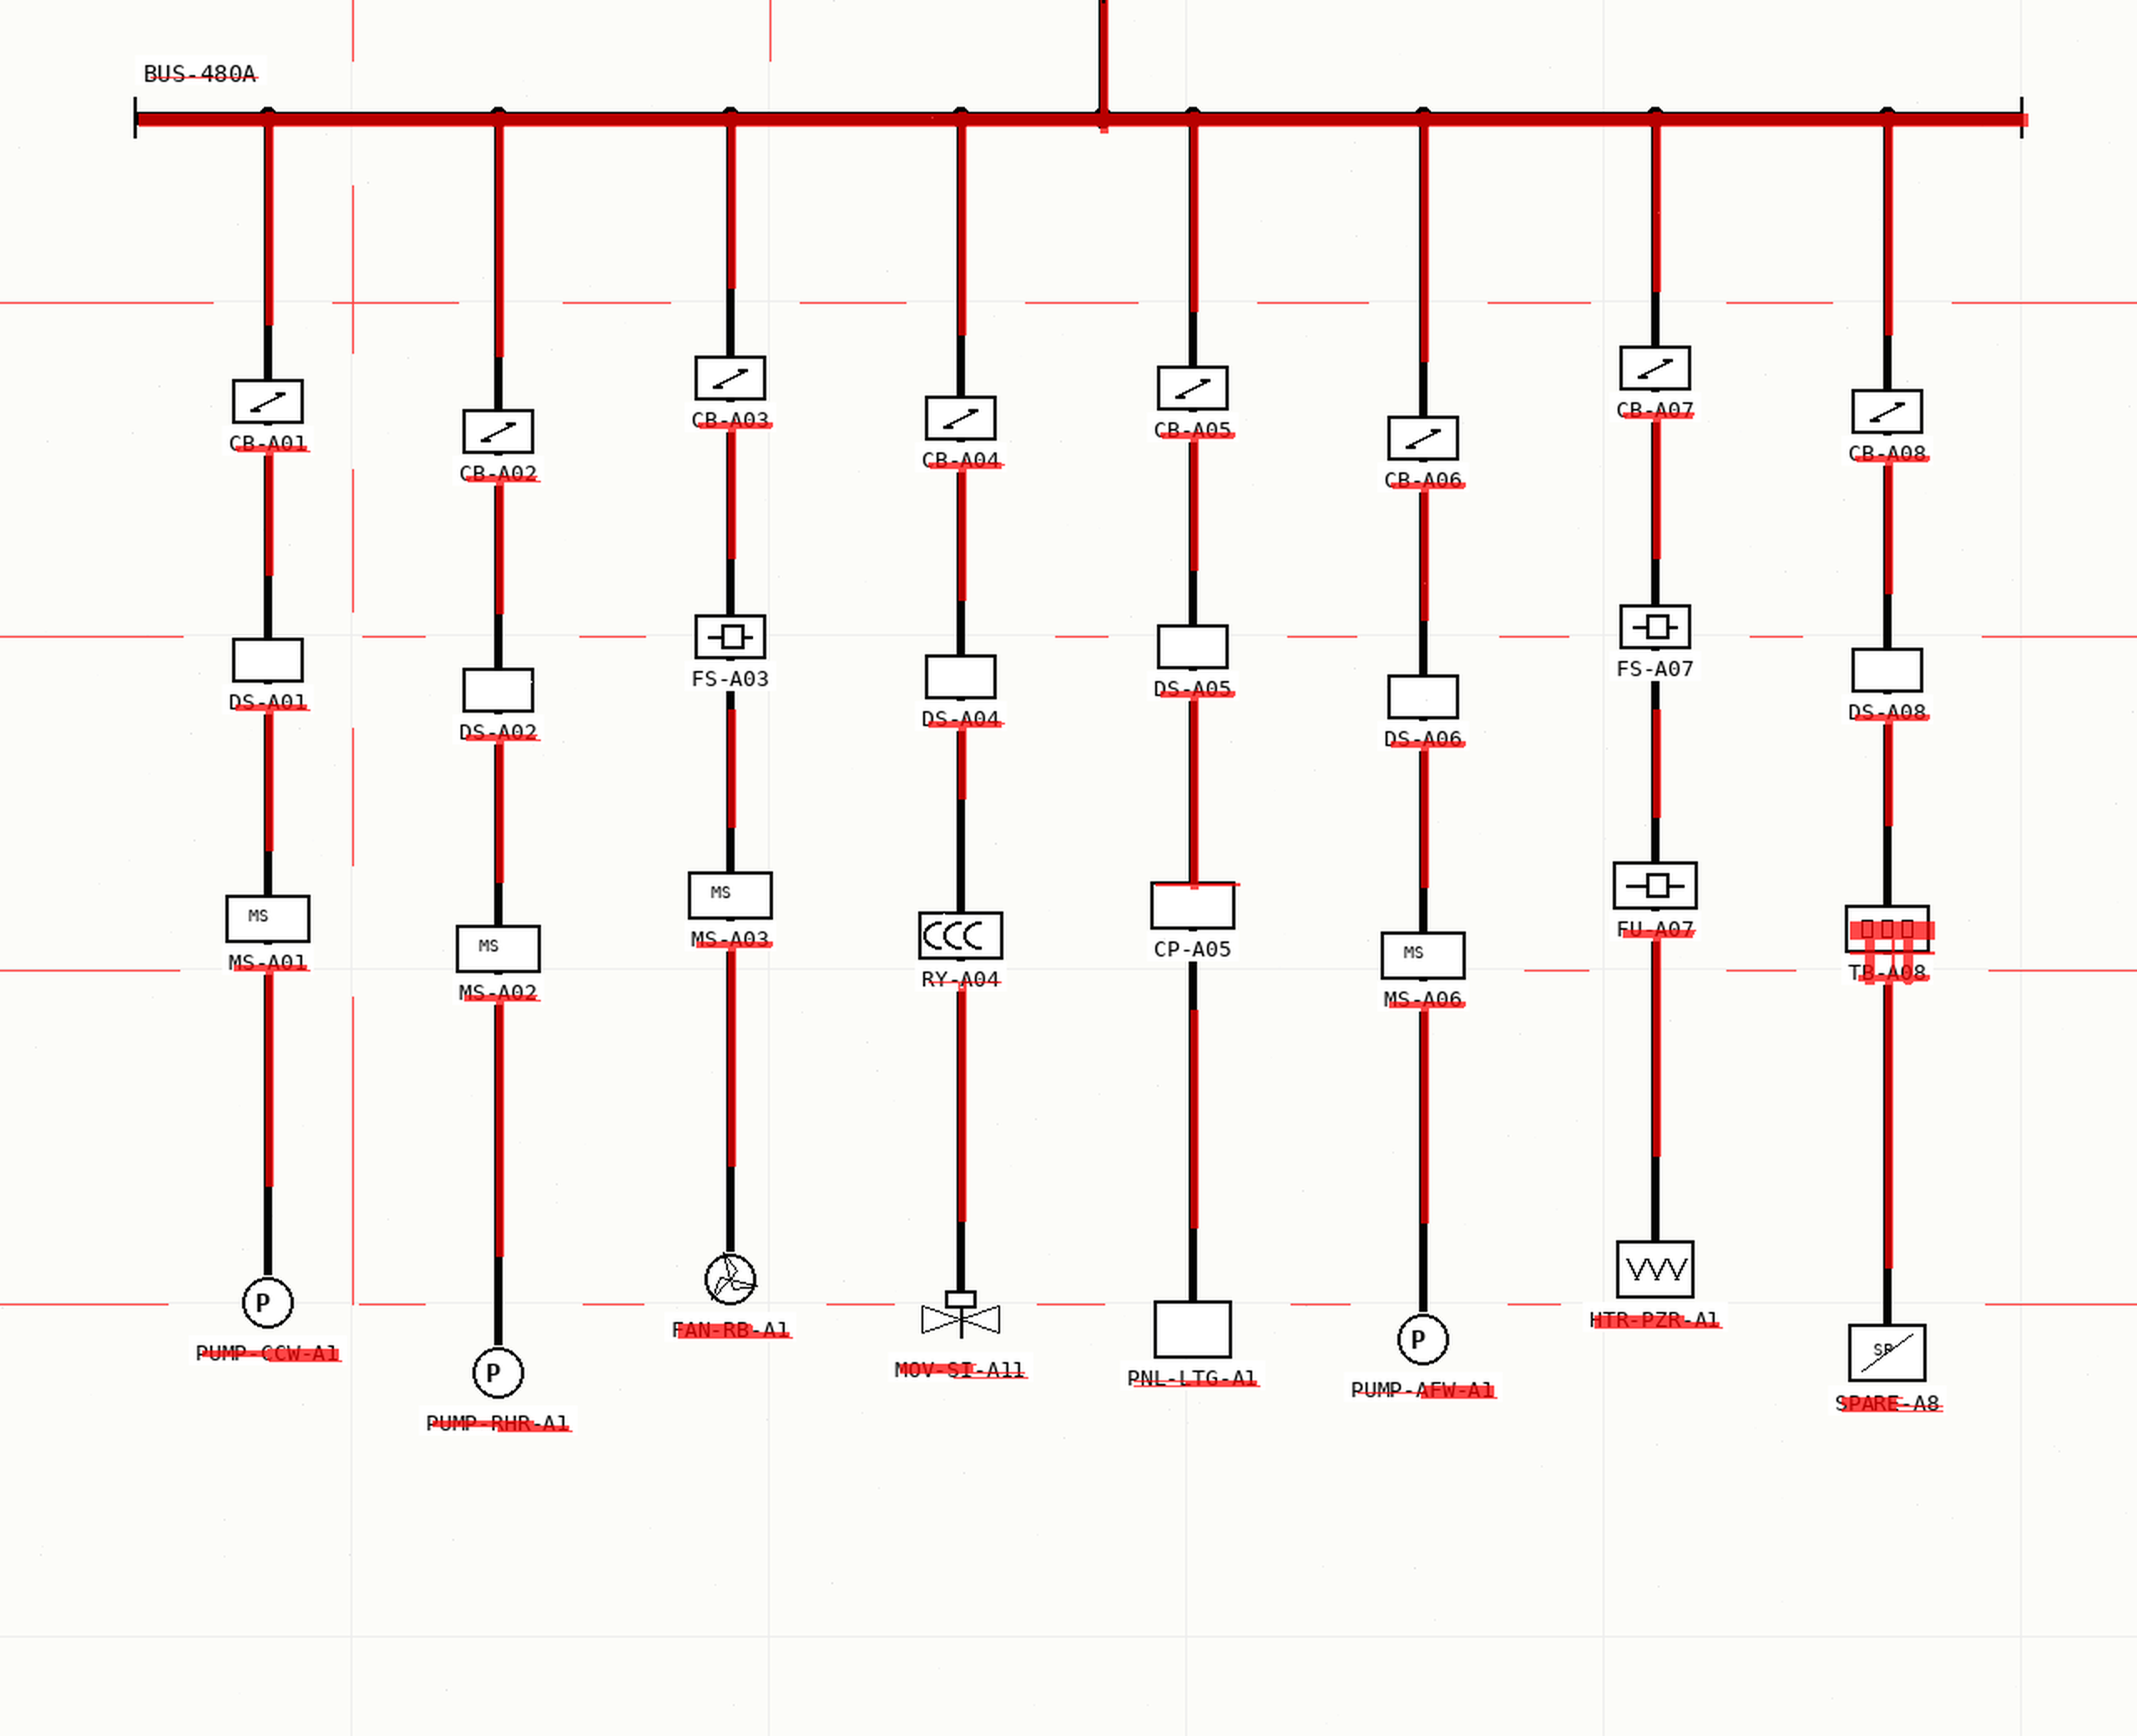 BUS-480A
CB-A01
CB-A02
CB-A03
CB-A04
CB-A05
CB-A06
CB-A07
CB-A08
DS-A01
DS-A02
FS-A03
DS-A04
DS-A05
DS-A06
FS-A07
DS-A08
MS
MS-A01
MS
MS-A02
MS
MS-A03
RY-A04
CP-A05
MS
MS-A06
FU-A07
TB-A08
P
PUMP-CCW-A1
P
PUMP-RHR-A1
FAN-RB-A1
MOV-SI-A11
PNL-LTG-A1
P
PUMP-AFW-A1
HTR-PZR-A1
SP
SPARE-A8